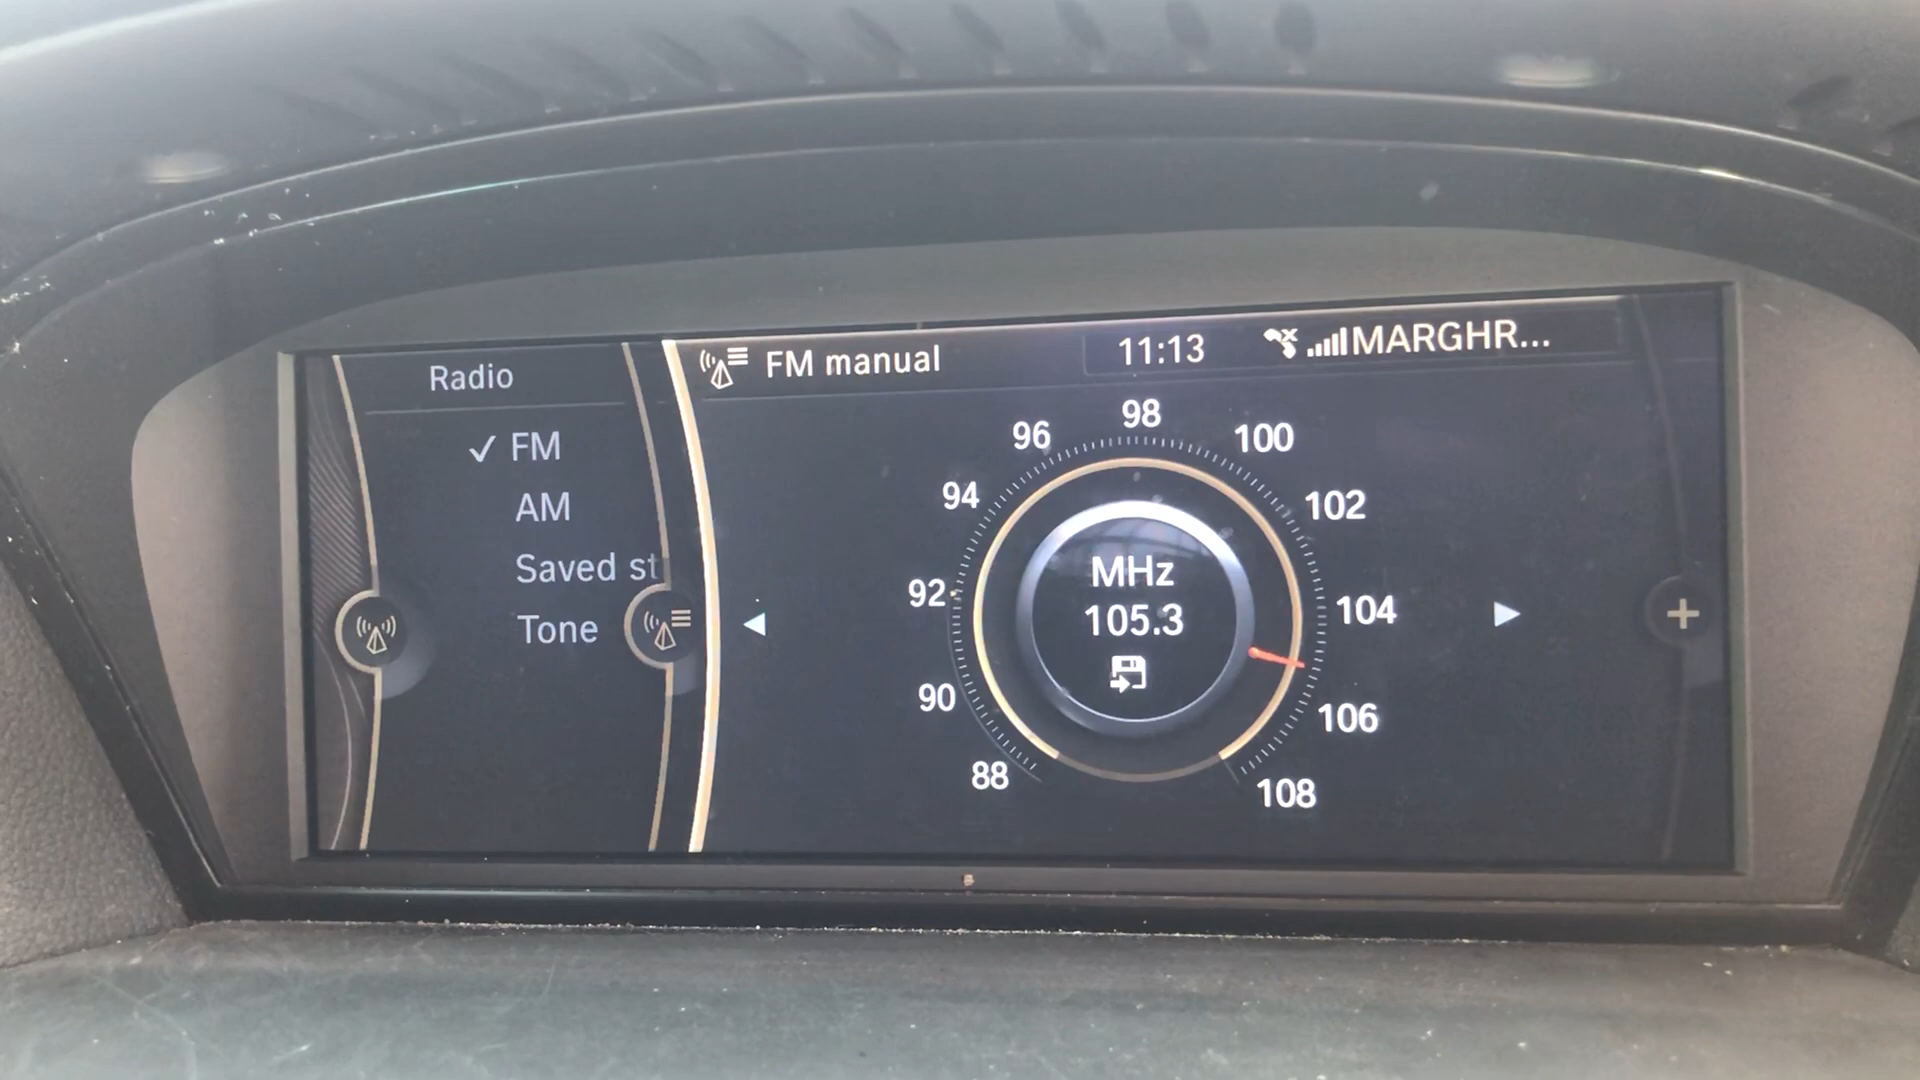 Radio
✓ FM
AM
Saved st
Tone
FM manual
11:13
MARGHR...
98
96
100
94
102
92
104
90
106
88
108
MHz
105.3
+